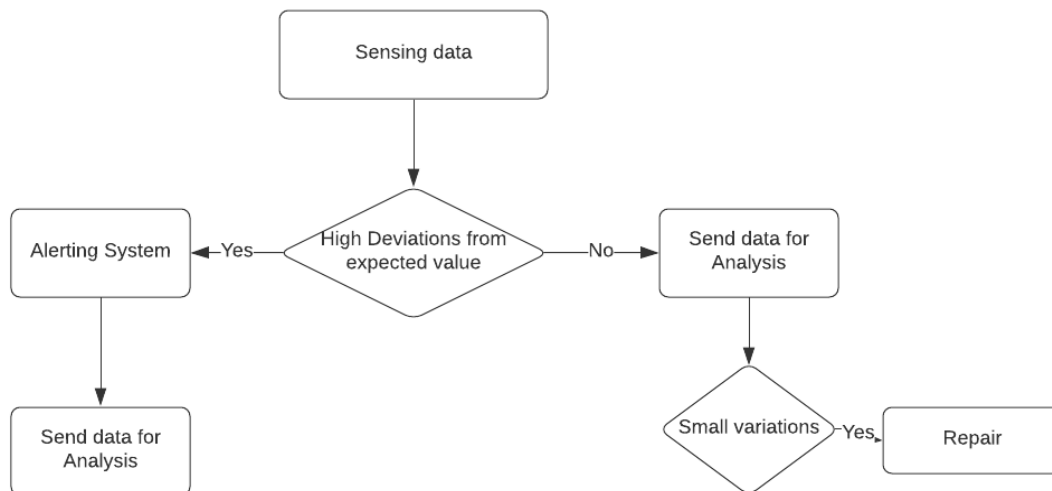 Sensing data
High Deviations from
expected value
Yes
No
Alerting System
Send data for
Analysis
Send data for
Analysis
Small variations
Yes
Repair